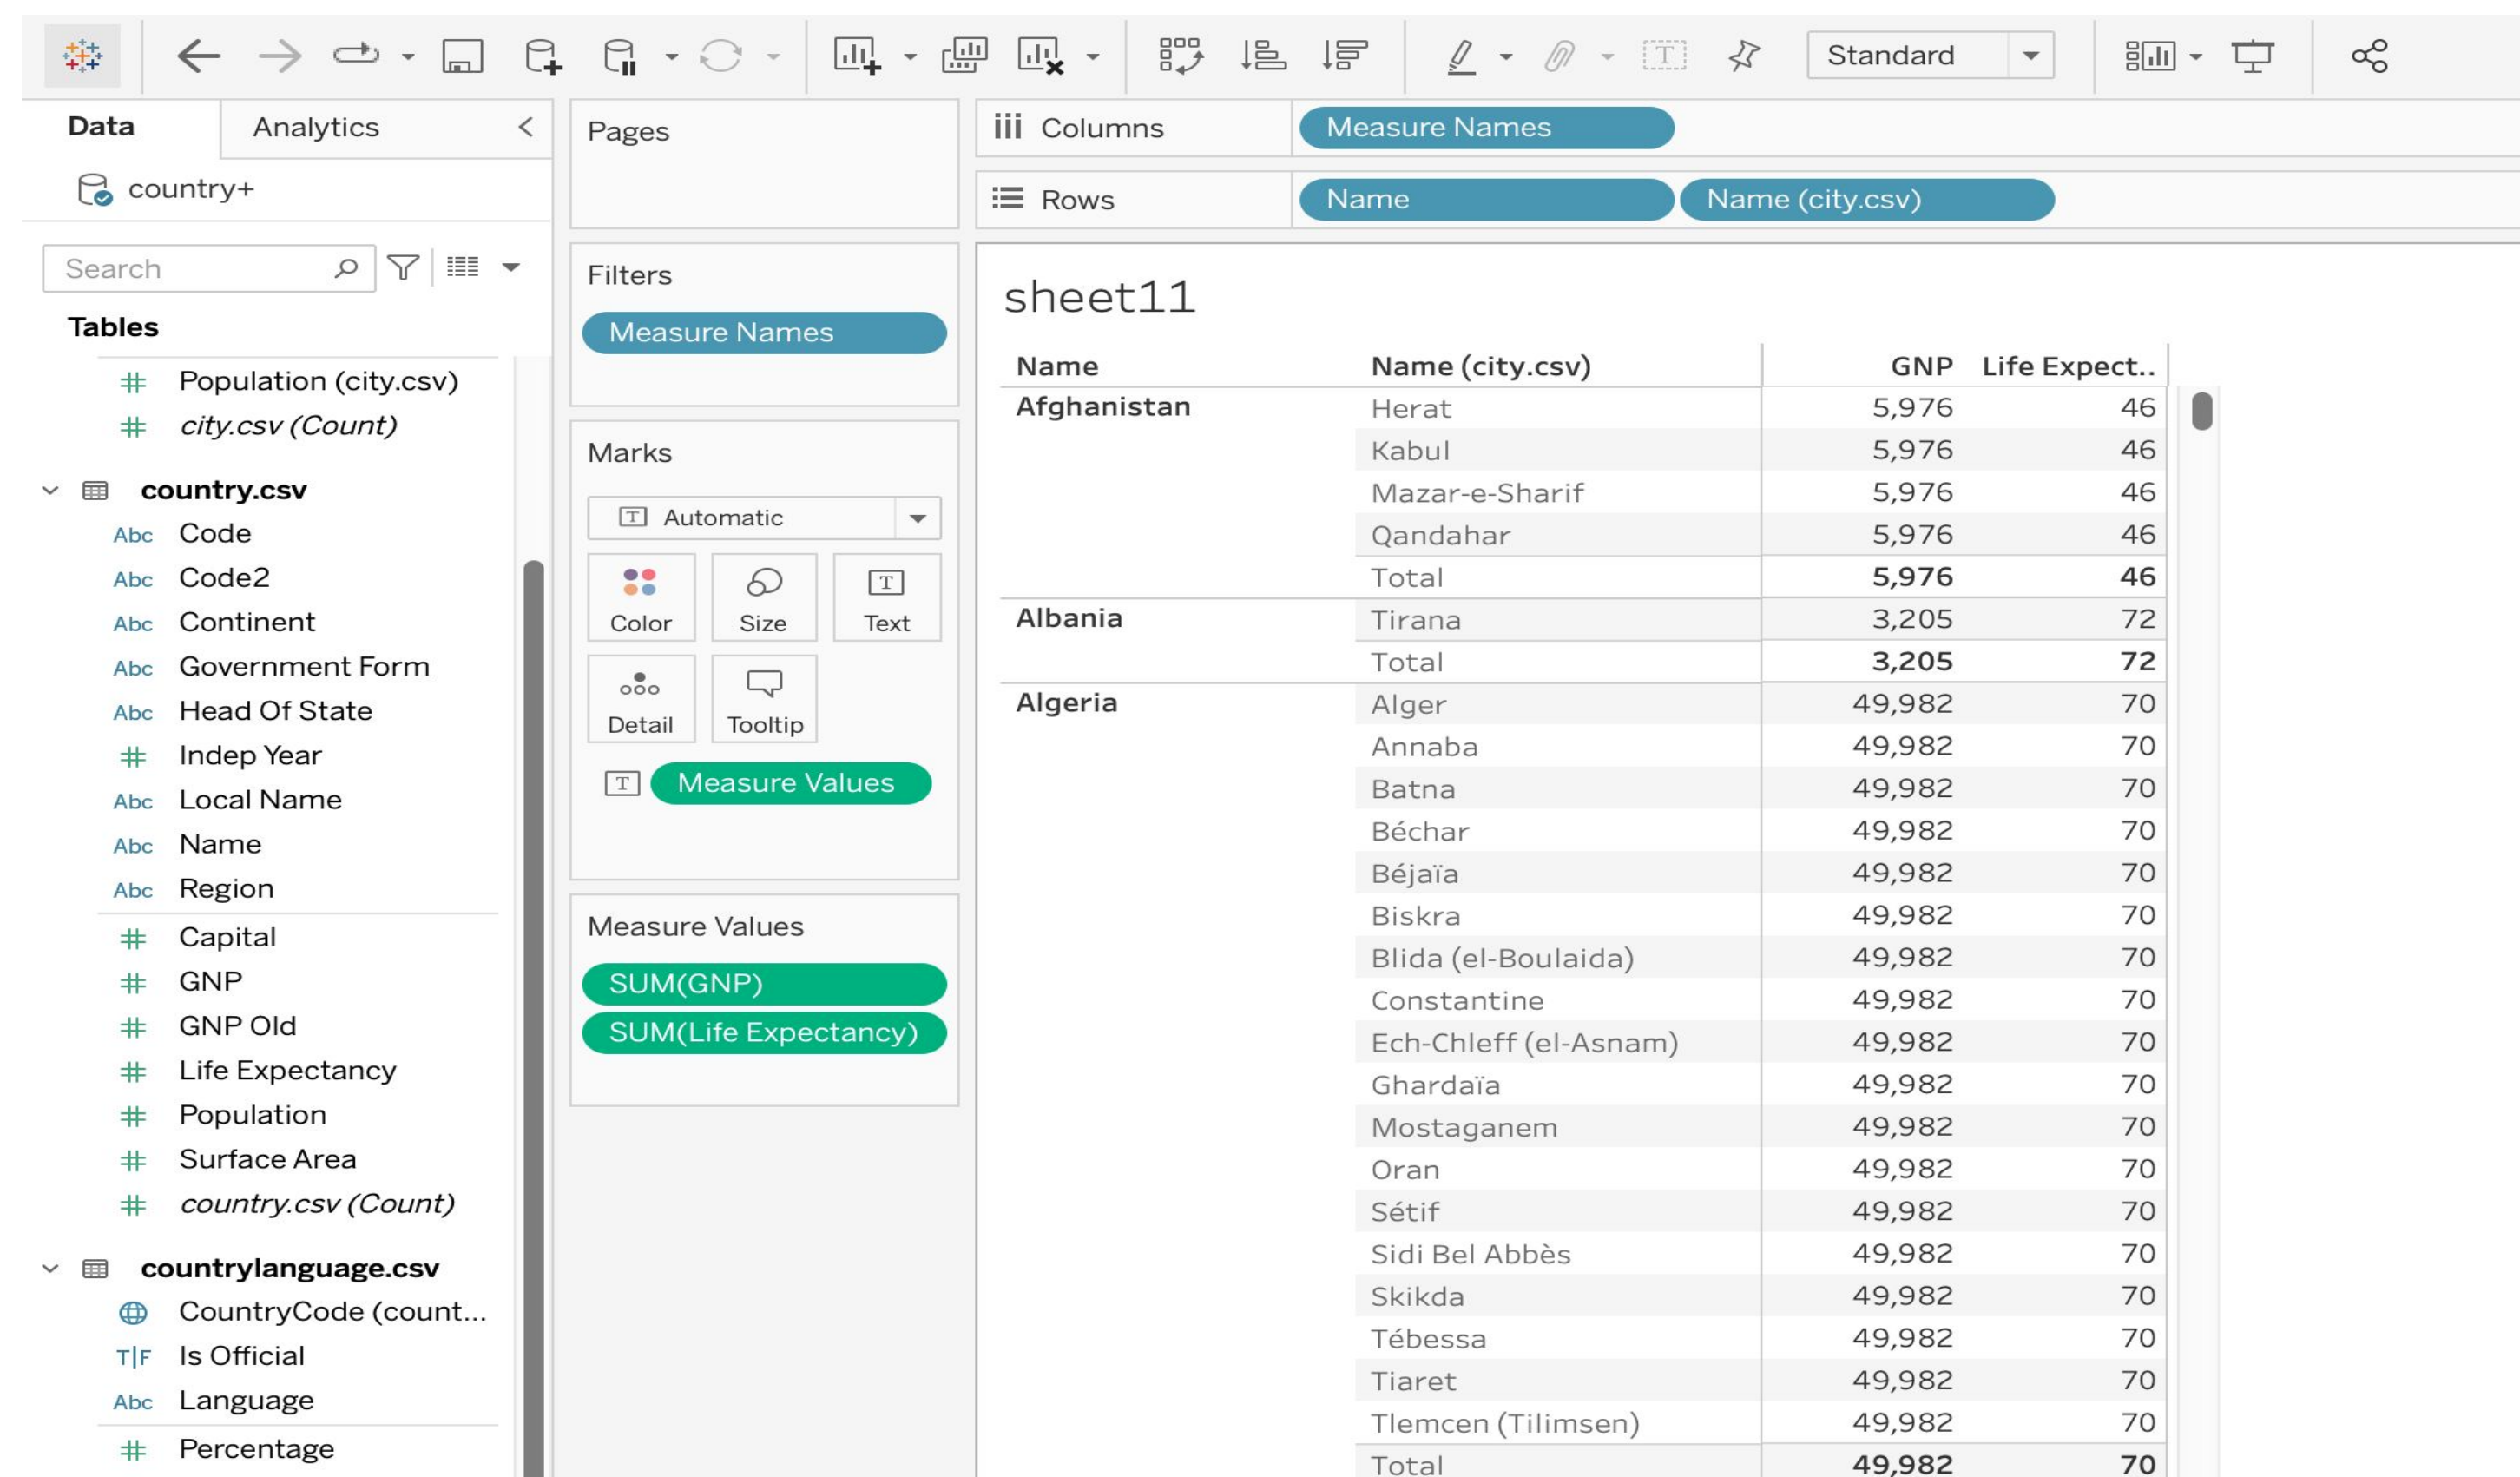 Standard
Data
Analytics
country+
Search
Tables
Population (city.csv)
city.csv (Count)
country.csv
Abc Code
Abc Code2
Abc Continent
Abc Government Form
Abc Head Of State
Indep Year
Abc Local Name
Abc Name
Abc Region
Capital
GNP
GNP Old
Life Expectancy
Population
Surface Area
country.csv (Count)
countrylanguage.csv
CountryCode (count...
T|F Is Official
Abc Language
Percentage
Pages
Filters
Measure Names
Marks
T Automatic
Color
Size
T Text
Detail
Tooltip
T Measure Values
Measure Values
SUM(GNP)
SUM(Life Expectancy)
iii Columns Measure Names
Rows Name Name (city.csv)
sheet11
Name Name (city.csv) GNP Life Expect..
Afghanistan Herat 5,976 46
Kabul 5,976 46
Mazar-e-Sharif 5,976 46
Qandahar 5,976 46
Total 5,976 46
Albania Tirana 3,205 72
Total 3,205 72
Algeria Alger 49,982 70
Annaba 49,982 70
Batna 49,982 70
Béchar 49,982 70
Béjaïa 49,982 70
Biskra 49,982 70
Blida (el-Boulaida) 49,982 70
Constantine 49,982 70
Ech-Chleff (el-Asnam) 49,982 70
Ghardaïa 49,982 70
Mostaganem 49,982 70
Oran 49,982 70
Sétif 49,982 70
Sidi Bel Abbès 49,982 70
Skikda 49,982 70
Tébessa 49,982 70
Tiaret 49,982 70
Tlemcen (Tilimsen) 49,982 70
Total 49,982 70